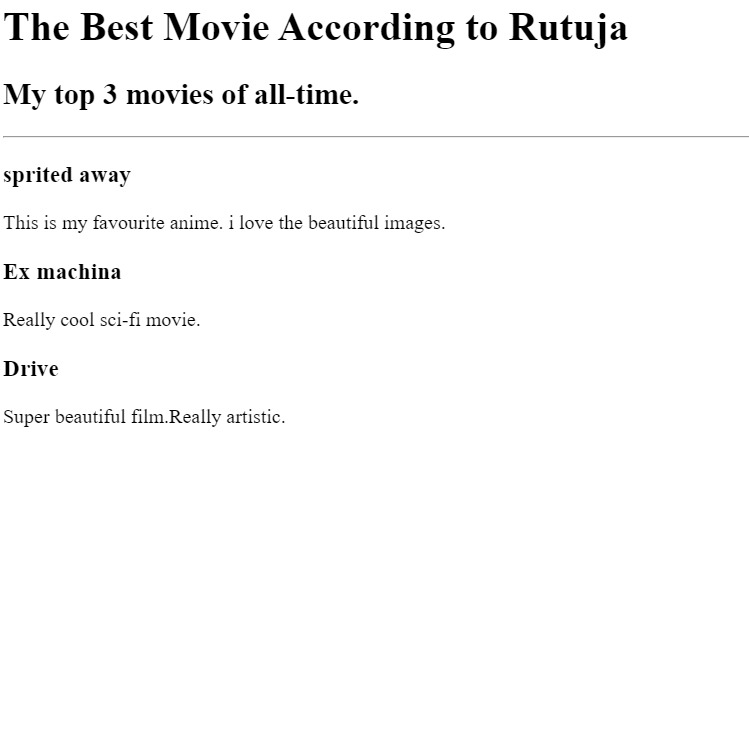 The Best Movie According to Rutuja
My top 3 movies of all-time.
sprited away
This is my favourite anime. i love the beautiful images.
Ex machina
Really cool sci-fi movie.
Drive
Super beautiful film.Really artistic.